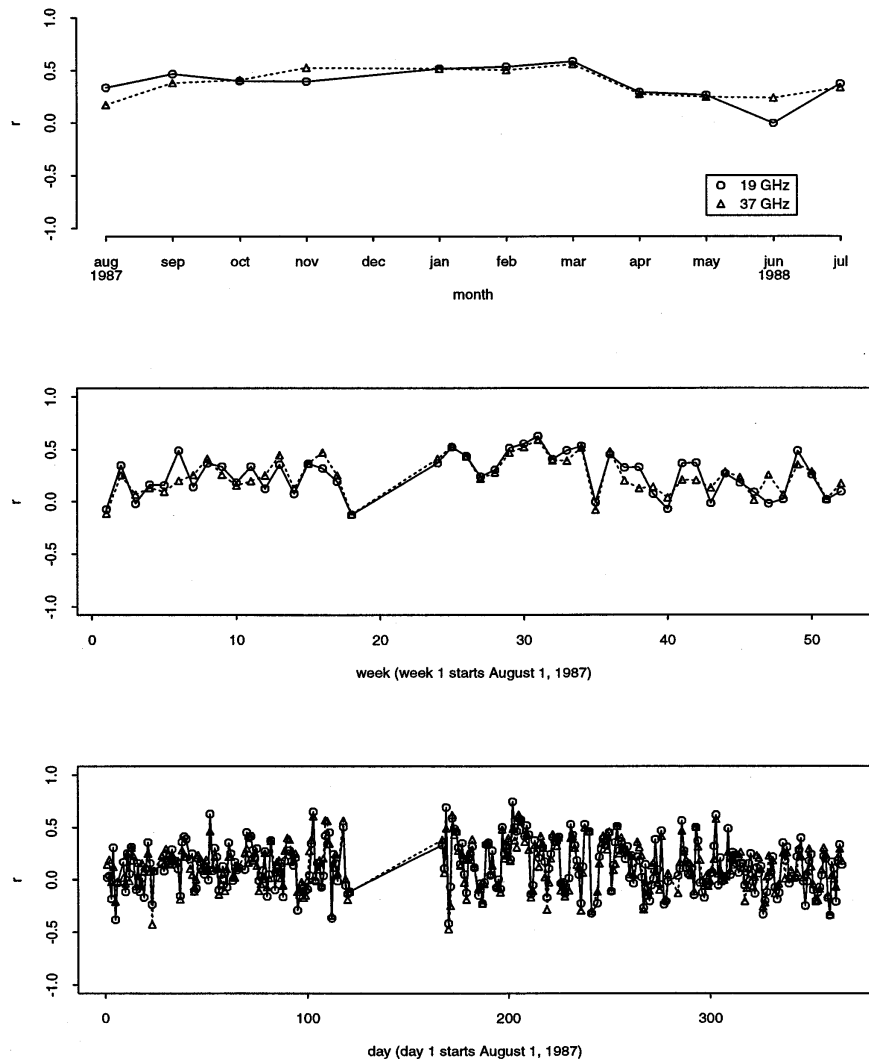 1.0
0.5
0.0
-0.5
-1.0
r
19 GHz
37 GHz
aug sep oct nov dec jan feb mar apr may jun jul
1987 1988
month
1.0
0.5
0.0
-0.5
-1.0
r
0 10 20 30 40 50
week (week 1 starts August 1, 1987)
1.0
0.5
0.0
-0.5
-1.0
r
0 100 200 300
day (day 1 starts August 1, 1987)